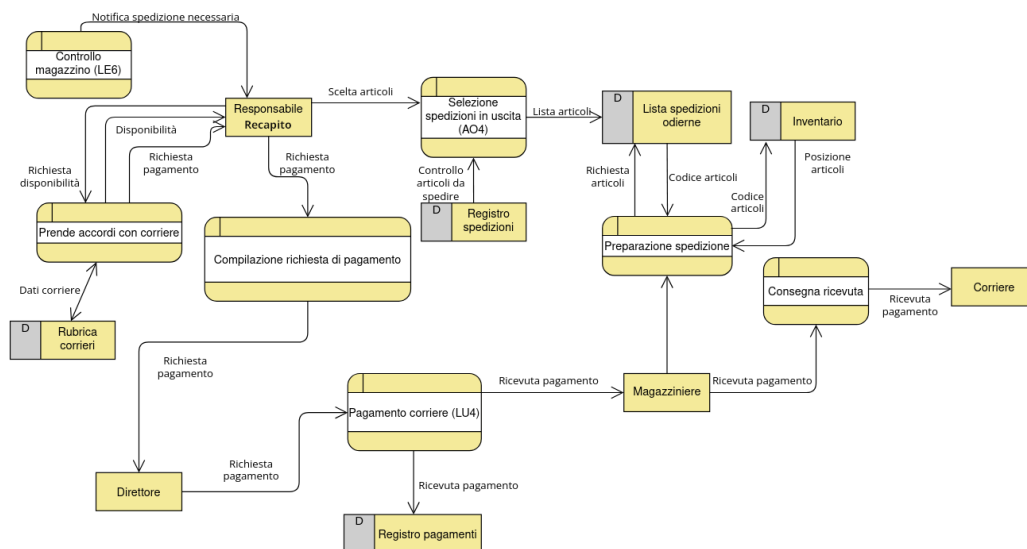 Notifica spedizione necessaria
Controllo
magazzino (LE6)
Responsabile
Recapito
Scelta articoli
Selezione
spedizioni in uscita
(AO4)
Lista articoli
D
Lista spedizioni
odierne
D
Inventario
Disponibilità
Richiesta
pagamento
Richiesta
disponibilità
Richiesta
pagamento
Controllo
articoli da
spedire
Richiesta
articoli
Codice articoli
Posizione
articoli
Codice
articoli
D
Registro
spedizioni
Prende accordi con corriere
Compilazione richiesta di pagamento
Preparazione spedizione
Dati corriere
Consegna ricevuta
Ricevuta
pagamento
Corriere
D
Rubrica
corrieri
Richiesta
pagamento
Pagamento corriere (LU4)
Ricevuta pagamento
Magazziniere
Ricevuta pagamento
Direttore
Richiesta
pagamento
Ricevuta pagamento
D
Registro pagamenti